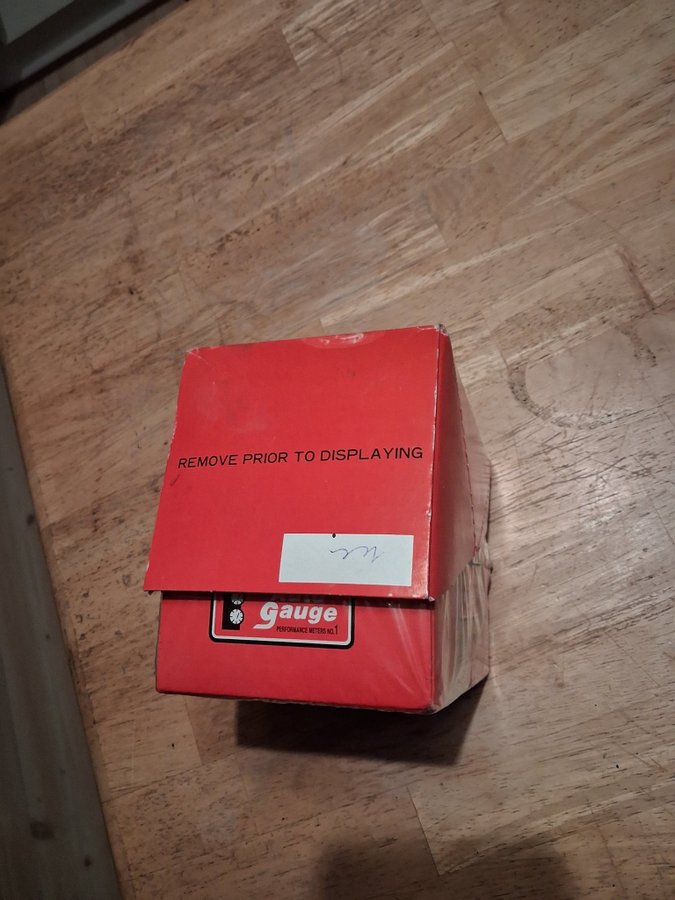 REMOVE PRIOR TO DISPLAYING
Gauge
PERFORMANCE METERS NO.1